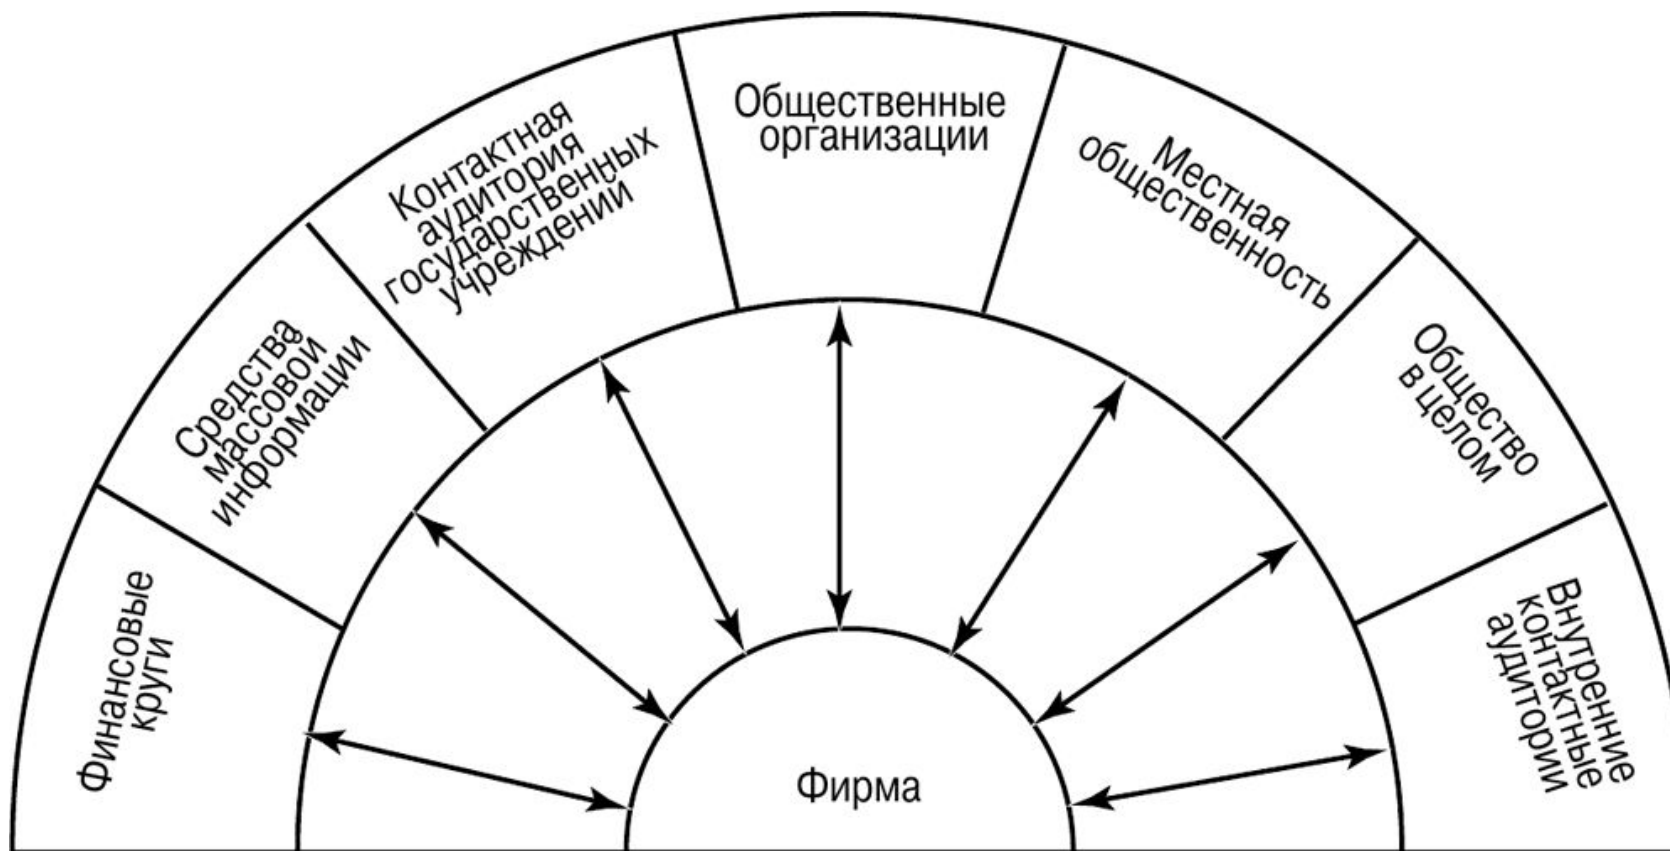 Финансовые
круги
Средства
массовой
информации
Контактная
аудитория
государственных
учреждений
Общественные
организации
Местная
общественность
Общество
в целом
Внутренние
контактные
аудитории
Фирма